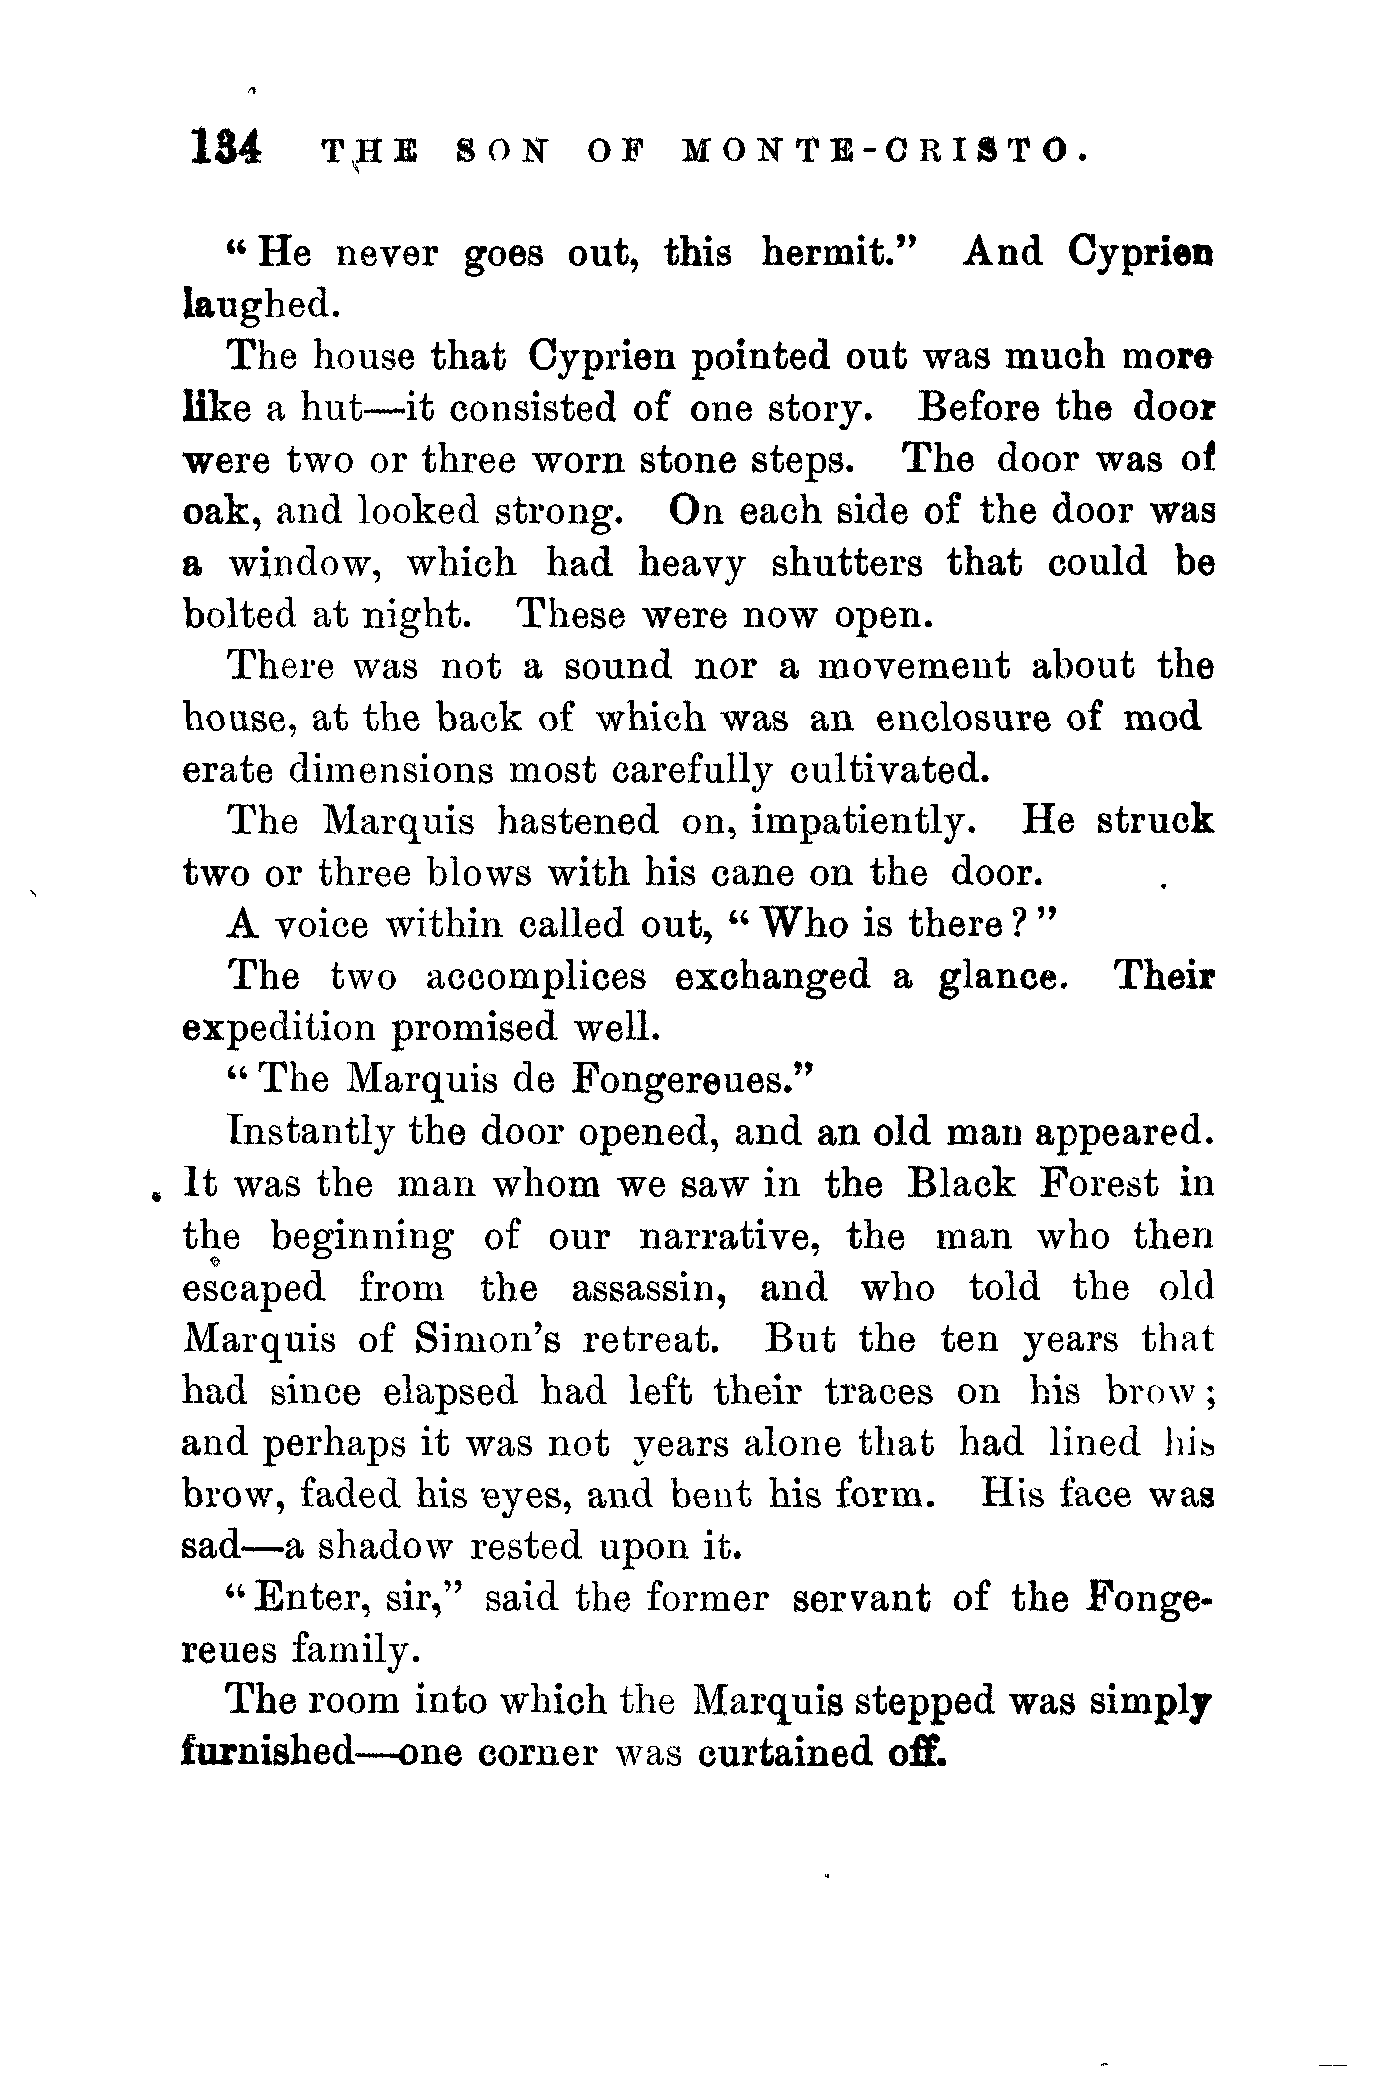 134 THE SON OF MONTE-CRISTO.
“He never goes out, this hermit.” And Cyprien
laughed.
The house that Cyprien pointed out was much more
like a hut—it consisted of one story. Before the door
were two or three worn stone steps. The door was of
oak, and looked strong. On each side of the door was
a window, which had heavy shutters that could be
bolted at night. These were now open.
There was not a sound nor a movement about the
house, at the back of which was an enclosure of mod
erate dimensions most carefully cultivated.
The Marquis hastened on, impatiently. He struck
two or three blows with his cane on the door.
A voice within called out, “Who is there?”
The two accomplices exchanged a glance. Their
expedition promised well.
“The Marquis de Fongereues.”
Instantly the door opened, and an old man appeared.
It was the man whom we saw in the Black Forest in
the beginning of our narrative, the man who then
escaped from the assassin, and who told the old
Marquis of Simon’s retreat. But the ten years that
had since elapsed had left their traces on his brow;
and perhaps it was not years alone that had lined his
brow, faded his eyes, and bent his form. His face was
sad—a shadow rested upon it.
“Enter, sir,” said the former servant of the Fonge-
reues family.
The room into which the Marquis stepped was simply
furnished—one corner was curtained off.